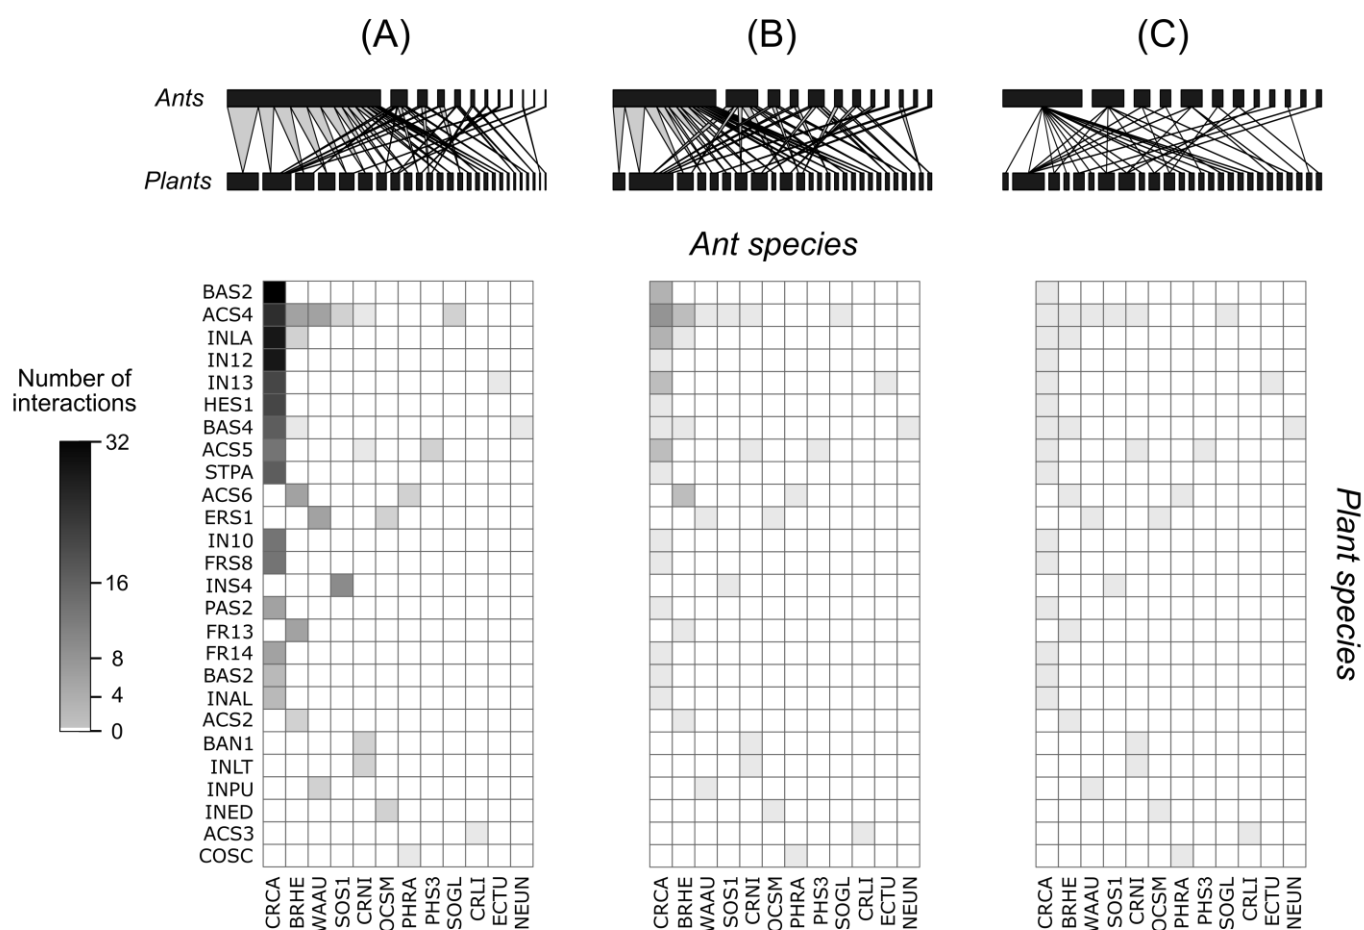 (A) (B) (C)
Ants
Plants
Ant species
Number of
interactions
32
16
8
4
0
BAS2
ACS4
INLA
IN12
IN13
HES1
BAS4
ACS5
STPA
ACS6
ERS1
IN10
FRS8
INS4
PAS2
FR13
FR14
BAS2
INAL
ACS2
BAN1
INLT
INPU
INED
ACS3
COSC
Plant species
CRCA BRHE WAAU SOS1 CRNI OCSM PHRA PHS3 SOGL CRLI ECTU NEUN
CRCA BRHE WAAU SOS1 CRNI OCSM PHRA PHS3 SOGL CRLI ECTU NEUN
CRCA BRHE WAAU SOS1 CRNI OCSM PHRA PHS3 SOGL CRLI ECTU NEUN